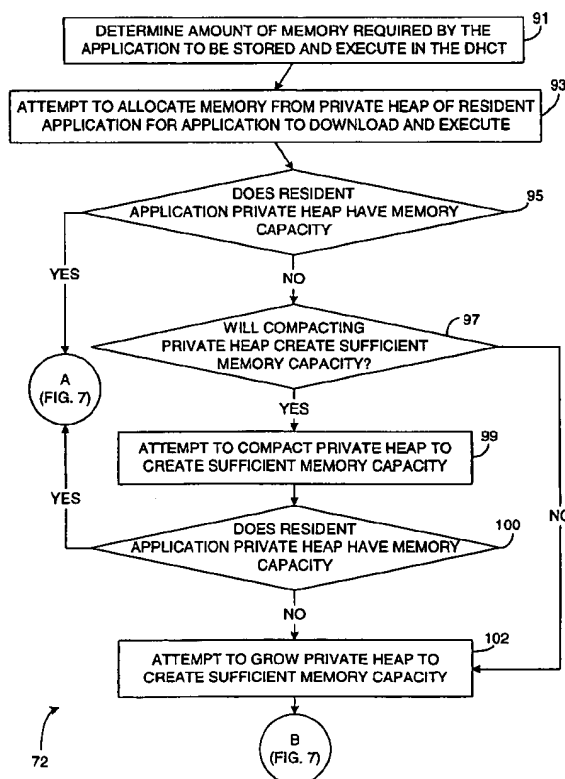 DETERMINE AMOUNT OF MEMORY REQUIRED BY THE
APPLICATION TO BE STORED AND EXECUTE IN THE DHCT
91
ATTEMPT TO ALLOCATE MEMORY FROM PRIVATE HEAP OF RESIDENT
APPLICATION FOR APPLICATION TO DOWNLOAD AND EXECUTE
93
DOES RESIDENT
APPLICATION PRIVATE HEAP HAVE MEMORY
CAPACITY
95
YES
NO
WILL COMPACTING
PRIVATE HEAP CREATE SUFFICIENT
MEMORY CAPACITY?
97
A
(FIG. 7)
YES
NO
ATTEMPT TO COMPACT PRIVATE HEAP TO
CREATE SUFFICIENT MEMORY CAPACITY
99
YES
DOES RESIDENT
APPLICATION PRIVATE HEAP HAVE MEMORY
CAPACITY
100
NO
ATTEMPT TO GROW PRIVATE HEAP TO
CREATE SUFFICIENT MEMORY CAPACITY
102
B
(FIG. 7)
72